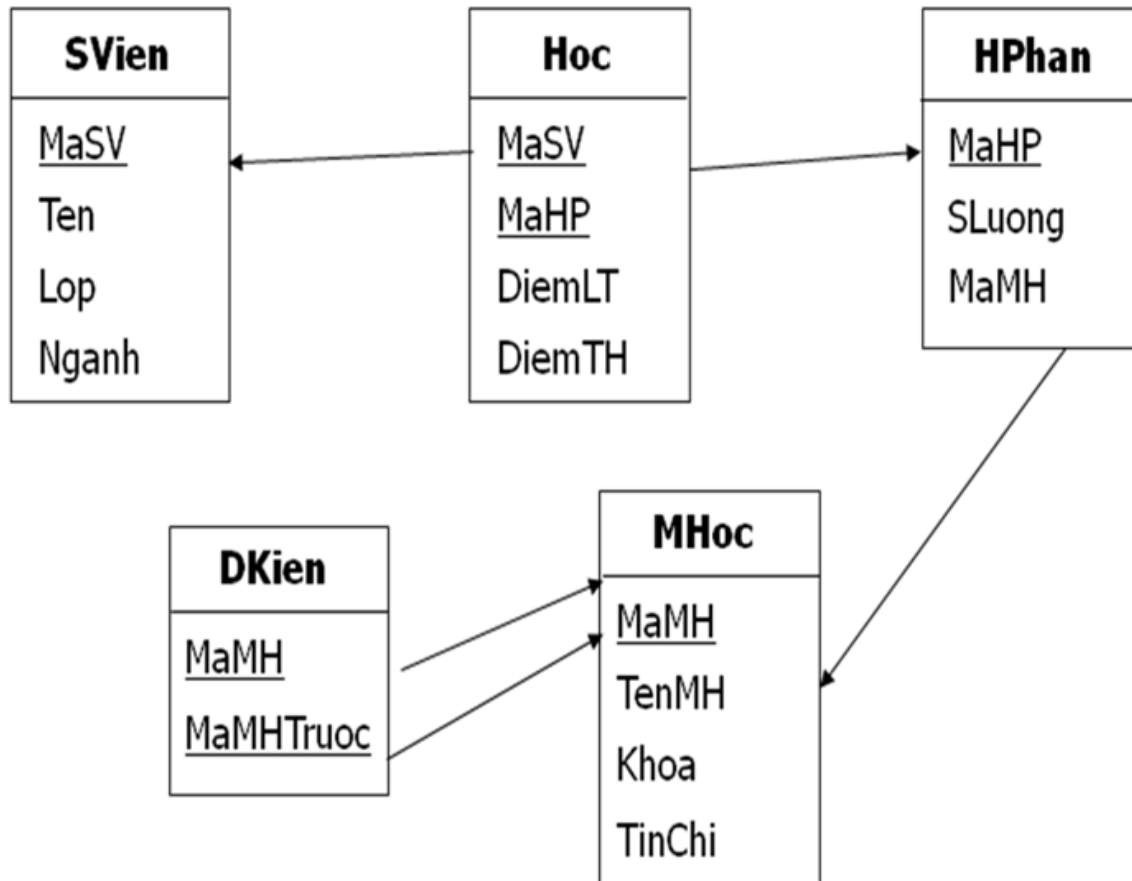 SVien
MaSV
Ten
Lop
Nganh
Hoc
MaSV
MaHP
DiemLT
DiemTH
HPhan
MaHP
SLuong
MaMH
DKien
MaMH
MaMHTruoc
MHoc
MaMH
TenMH
Khoa
TinChi